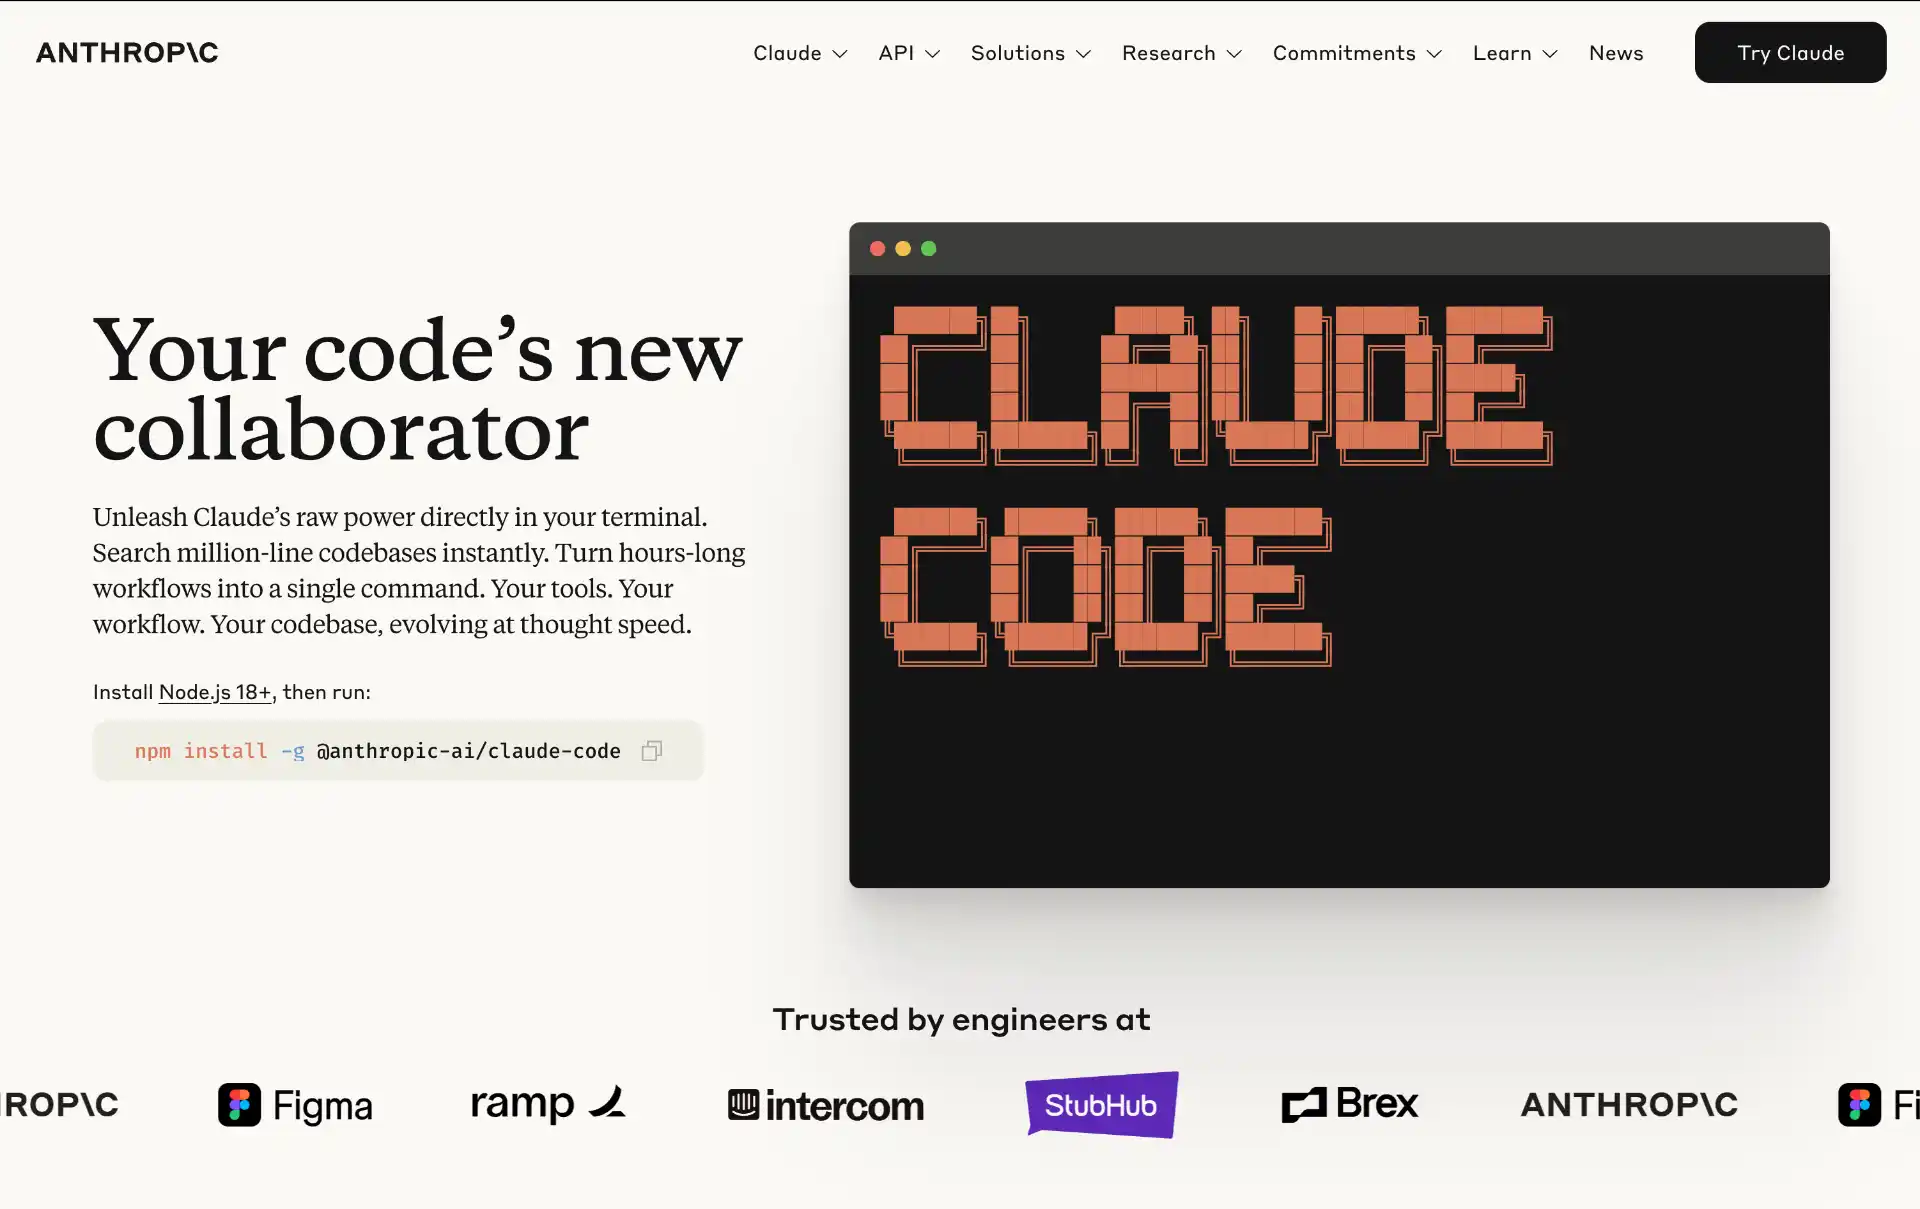 ANTHROP\C
Claude API Solutions Research Commitments Learn News Try Claude
Your code’s new
collaborator
Unleash Claude’s raw power directly in your terminal.
Search million-line codebases instantly. Turn hours-long
workflows into a single command. Your tools. Your
workflow. Your codebase, evolving at thought speed.
Install Node.js 18+, then run:
npm install -g @anthropic-ai/claude-code
CLAUDE
CODE
Trusted by engineers at
ROP\C Figma ramp intercom StubHub Brex ANTHROP\C Fi